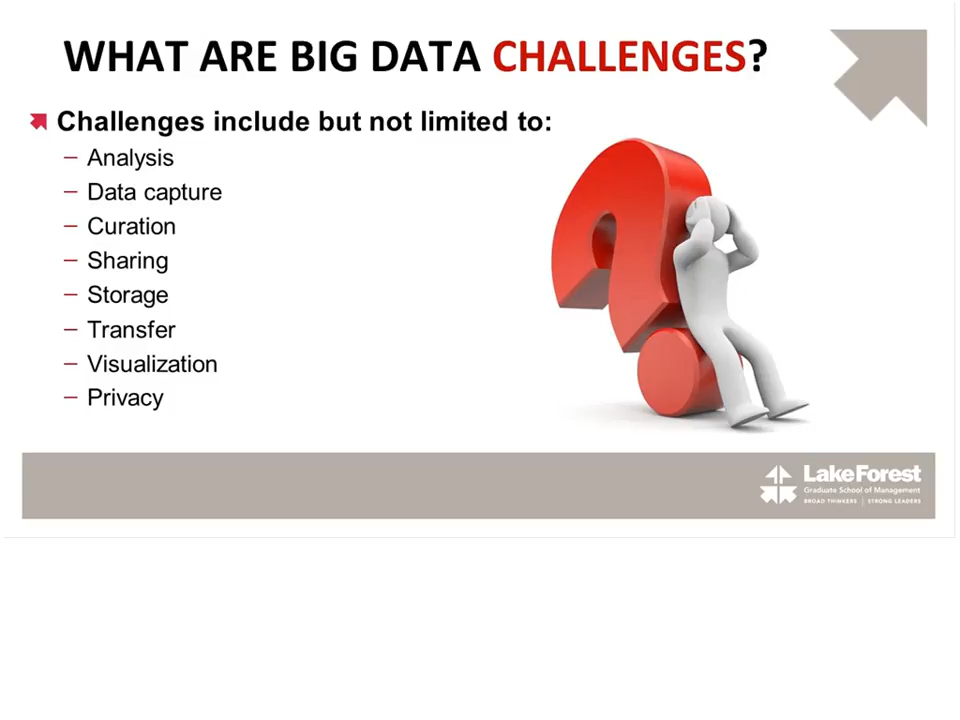 WHAT ARE BIG DATA CHALLENGES?
Challenges include but not limited to:
– Analysis
– Data capture
– Curation
– Sharing
– Storage
– Transfer
– Visualization
– Privacy
LakeForest
Graduate School of Management
BROAD THINKERS | STRONG LEADERS